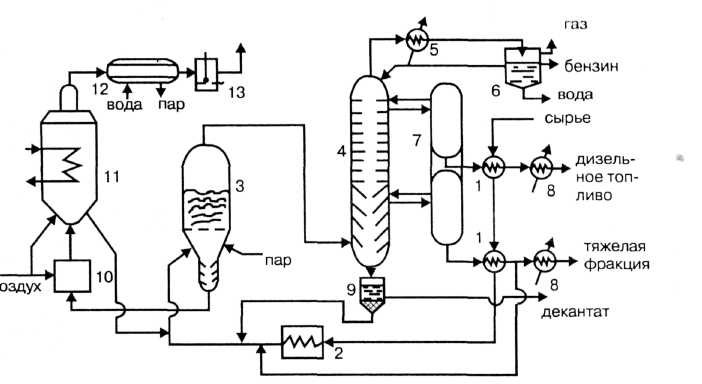 газ
5
бензин
6
12
13
вода
пар
вода
сырье
7
4
11
3
1
8
дизель-
ное топ-
ливо
1
8
тяжелая
фракция
пар
10
оздух
9
декантат
2